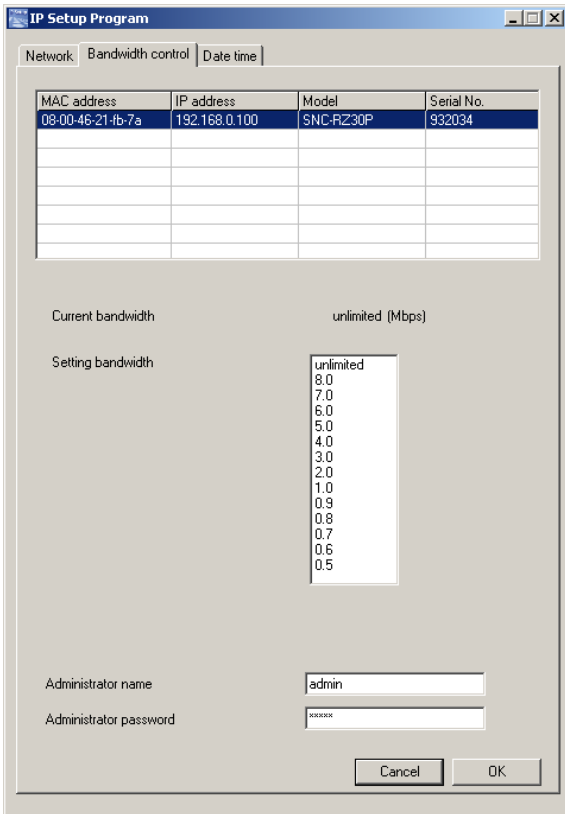 IP Setup Program
Network Bandwidth control Date time
MAC address IP address Model Serial No.
08-00-46-21-fb-7a 192.168.0.100 SNC-RZ30P 932034
Current bandwidth unlimited (Mbps)
Setting bandwidth unlimited
8.0
7.0
6.0
5.0
4.0
3.0
2.0
1.0
0.9
0.8
0.7
0.6
0.5
Administrator name admin
Administrator password xxxxx
Cancel OK